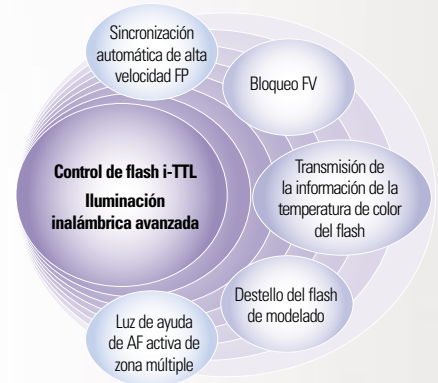 Sincronización
automática de alta
velocidad FP
Bloqueo FV
Control de flash i-TTL
Iluminación
inalámbrica avanzada
Transmisión de
la información de la
temperatura de color
del flash
Destello del flash
de modelado
Luz de ayuda
de AF activa de
zona múltiple